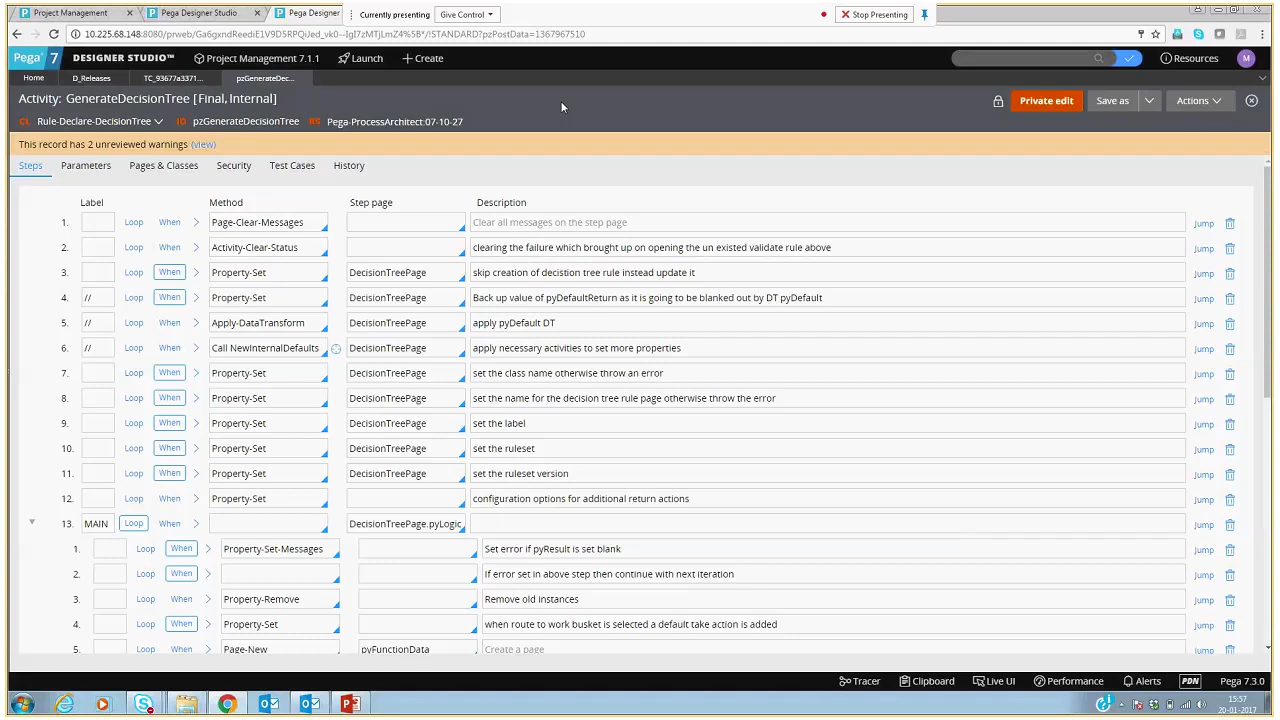 Project Management
Pega Designer Studio
Pega Designer
Currently presenting
Give Control
Stop Presenting
10.225.68.148:8080/prweb/Ga6gxndReediE1V9D5RPQiJed_vk0--IgI7zMTjLmZ4%5B*/!STANDARD?pzPostData=1367967510
Pega 7 DESIGNER STUDIO™ Project Management 7.1.1 Launch + Create Resources M
Home D_Releases TC_93677a3371... pzGenerateDec...
Activity: GenerateDecisionTree [Final,Internal]
Private edit Save as Actions
CL Rule-Declare-DecisionTree ID pzGenerateDecisionTree RS Pega-ProcessArchitect:07-10-27
This record has 2 unreviewed warnings (view)
Steps Parameters Pages & Classes Security Test Cases History
Label Method Step page Description
1. Loop When Page-Clear-Messages Clear all messages on the step page Jump
2. Loop When Activity-Clear-Status clearing the failure which brought up on opening the un existed validate rule above Jump
3. Loop When Property-Set DecisionTreePage skip creation of decistion tree rule instead update it Jump
4. // Loop When Property-Set DecisionTreePage Back up value of pyDefaultReturn as it is going to be blanked out by DT pyDefault Jump
5. // Loop When Apply-DataTransform DecisionTreePage apply pyDefault DT Jump
6. // Loop When Call NewInternalDefaults DecisionTreePage apply necessary activities to set more properties Jump
7. Loop When Property-Set DecisionTreePage set the class name otherwise throw an error Jump
8. Loop When Property-Set DecisionTreePage set the name for the decision tree rule page otherwise throw the error Jump
9. Loop When Property-Set DecisionTreePage set the label Jump
10. Loop When Property-Set DecisionTreePage set the ruleset Jump
11. Loop When Property-Set DecisionTreePage set the ruleset version Jump
12. Loop When Property-Set configuration options for additional return actions Jump
13. MAIN Loop When DecisionTreePage.pyLogic Jump
1. Loop When Property-Set-Messages Set error if pyResult is set blank Jump
2. Loop When If error set in above step then continue with next iteration Jump
3. Loop When Property-Remove Remove old instances Jump
4. Loop When Property-Set when route to work busket is selected a default take action is added Jump
5. Loop When Page-New pyFunctionData Create a page Jump
Tracer Clipboard Live UI Performance Alerts PDN Pega 7.3.0
15:57
20-01-2017